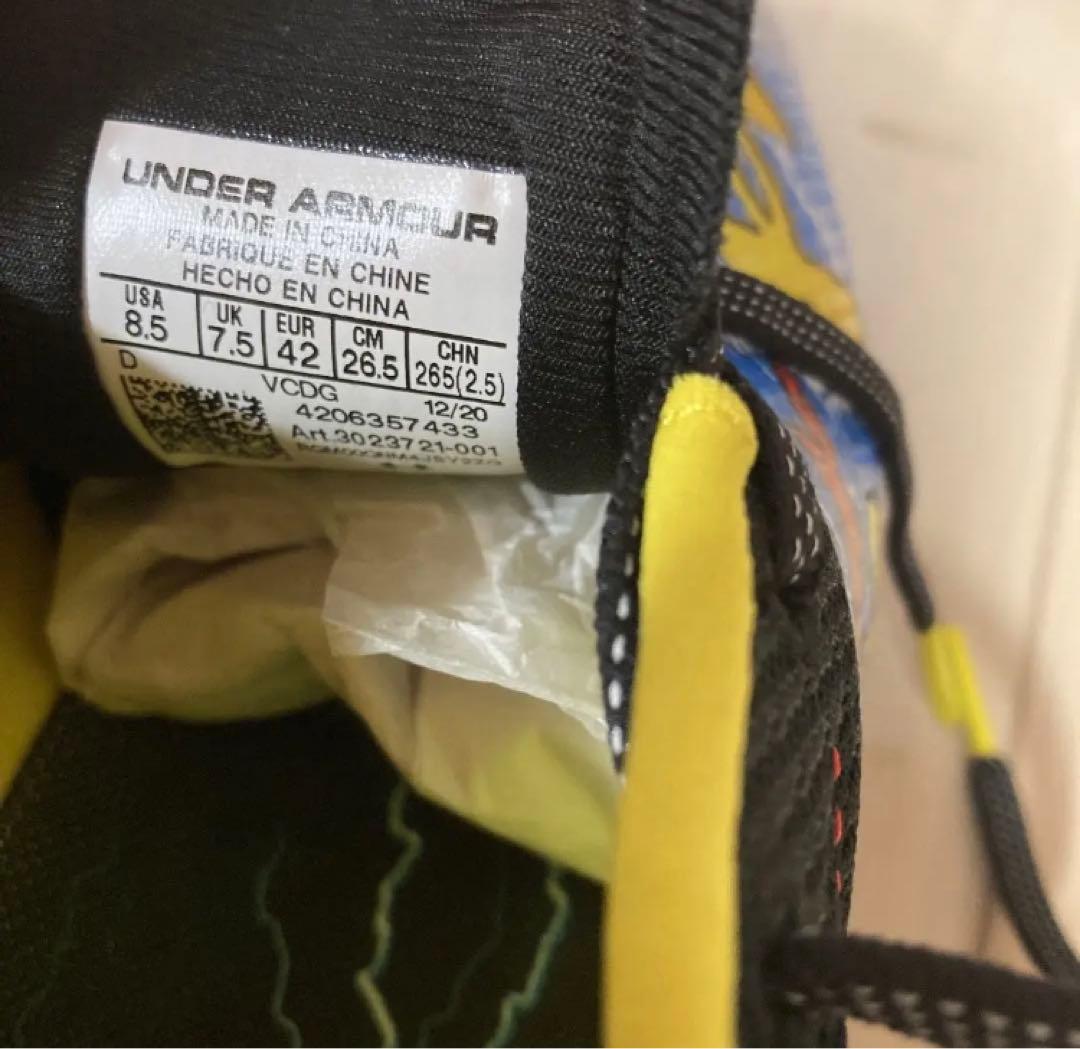 UNDER ARMOUR
MADE IN CHINA
FABRIQUE EN CHINE
HECHO EN CHINA
USA UK EUR CM CHN
8.5 7.5 42 26.5 265(2.5)
D VCDG 12/20
4206357433
Art.3023721-001